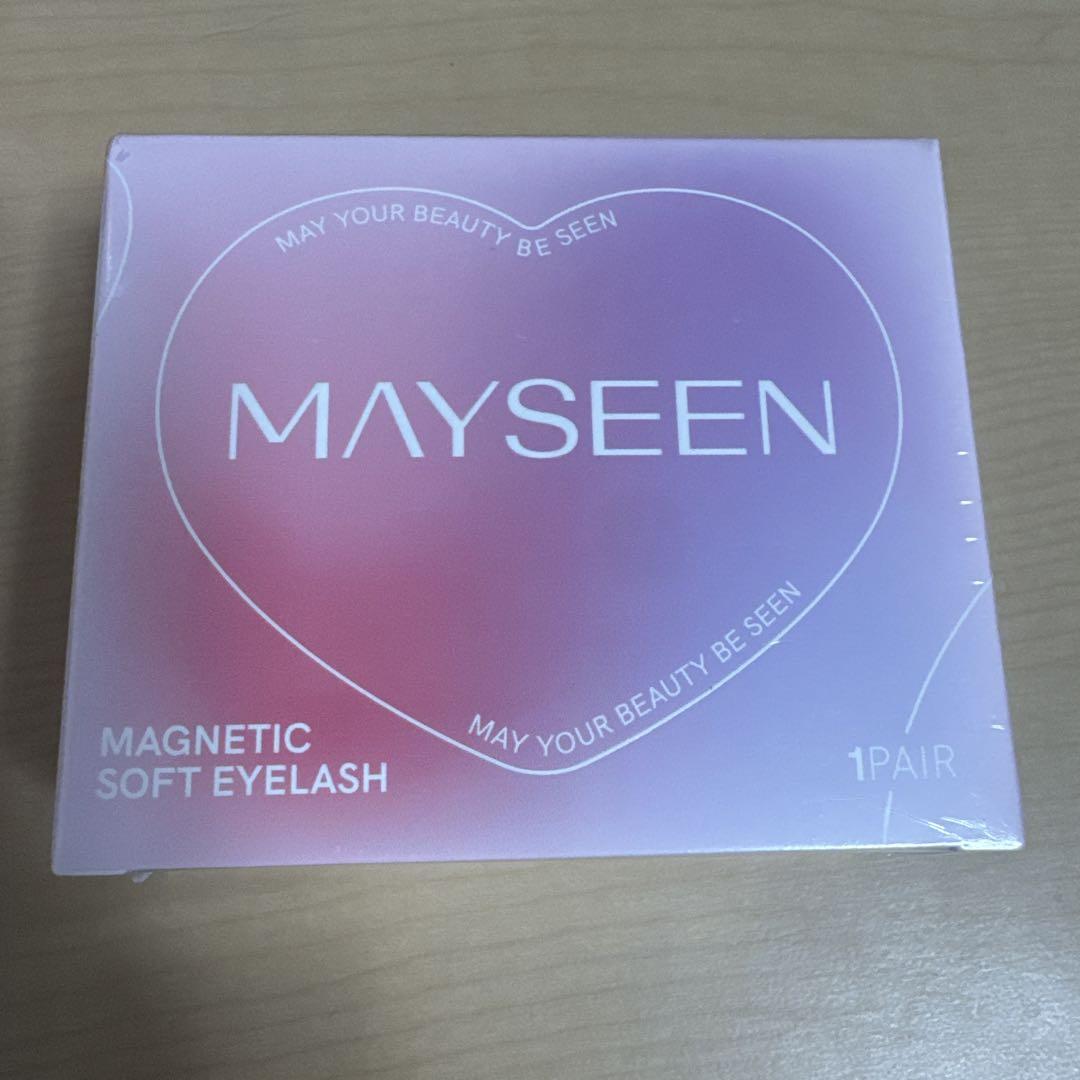 MAY YOUR BEAUTY BE SEEN
MAYSEEN
MAY YOUR BEAUTY BE SEEN
MAGNETIC
SOFT EYELASH
1PAIR